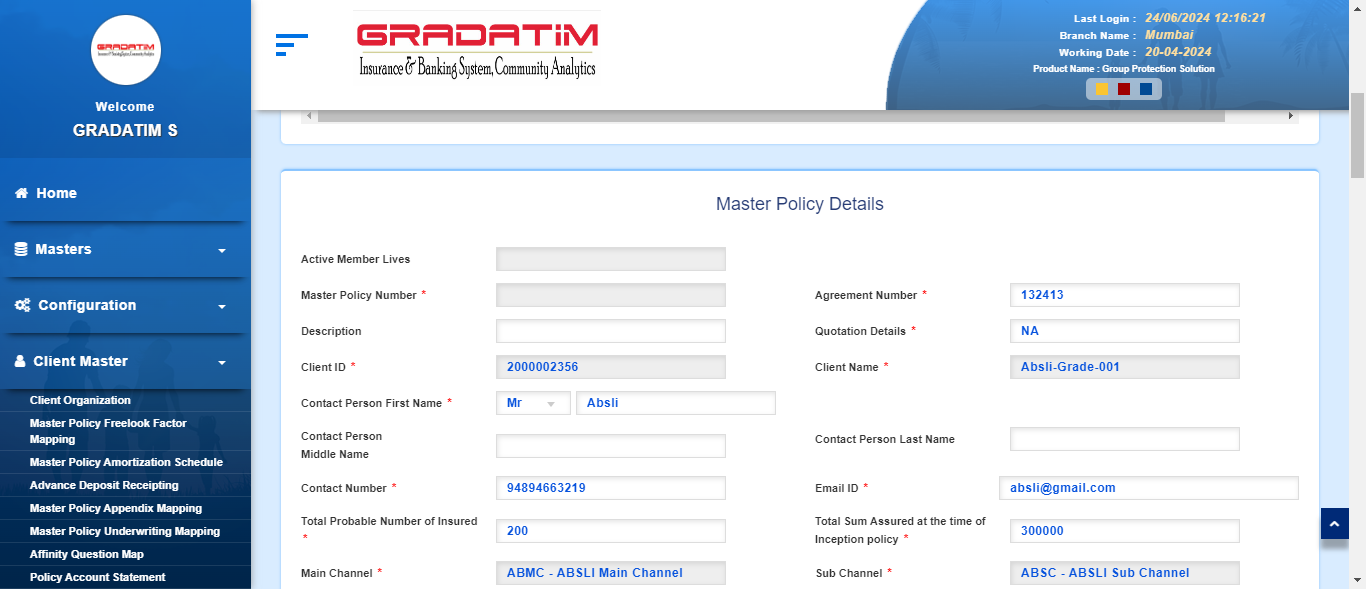 GRADATIM
Insurance & Banking System, Community Analytics
Welcome
GRADATIM S
Home
Masters
Configuration
Client Master
Client Organization
Master Policy Freelook Factor
Mapping
Master Policy Amortization Schedule
Advance Deposit Receipting
Master Policy Appendix Mapping
Master Policy Underwriting Mapping
Affinity Question Map
Policy Account Statement
GRADATIM
Insurance & Banking System, Community Analytics
Last Login : 24/06/2024 12:16:21
Branch Name : Mumbai
Working Date : 20-04-2024
Product Name : Group Protection Solution
Master Policy Details
Active Member Lives
Master Policy Number *
Agreement Number * 132413
Description
Quotation Details * NA
Client ID * 2000002356
Client Name * Absli-Grade-001
Contact Person First Name * Mr Absli
Contact Person
Middle Name
Contact Person Last Name
Contact Number * 94894663219
Email ID * absli@gmail.com
Total Probable Number of Insured
* 200
Total Sum Assured at the time of
Inception policy * 300000
Main Channel * ABMC - ABSLI Main Channel
Sub Channel * ABSC - ABSLI Sub Channel